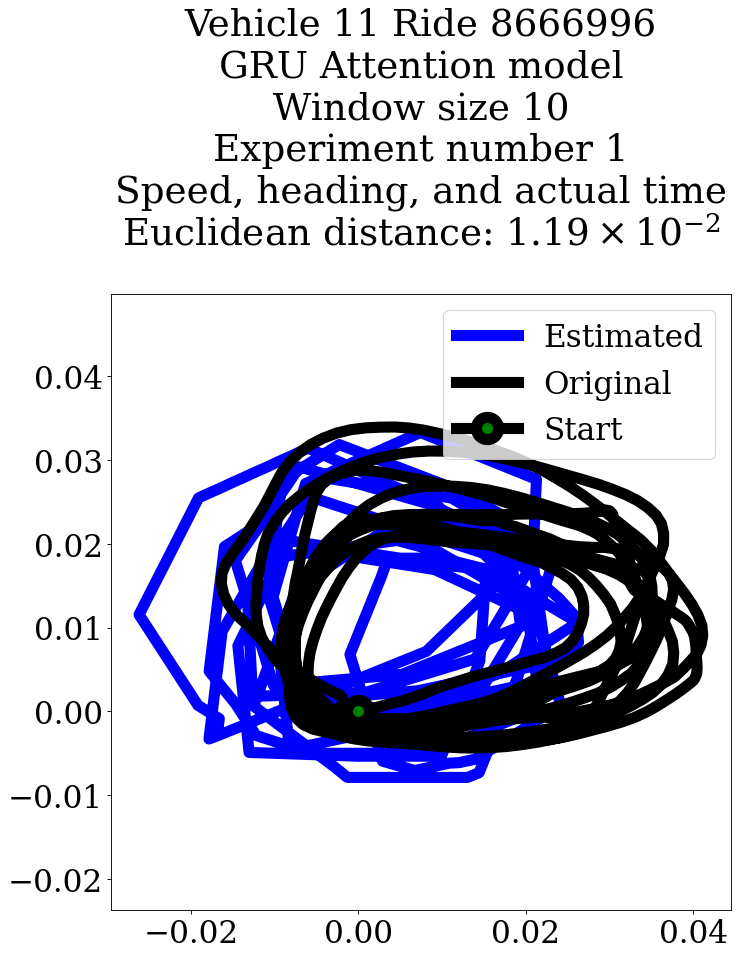 Vehicle 11 Ride 8666996
GRU Attention model
Window size 10
Experiment number 1
Speed, heading, and actual time
Euclidean distance: 1.19 × 10⁻²
Estimated
Original
Start
0.04
0.03
0.02
0.01
0.00
−0.01
−0.02
−0.02 0.00 0.02 0.04